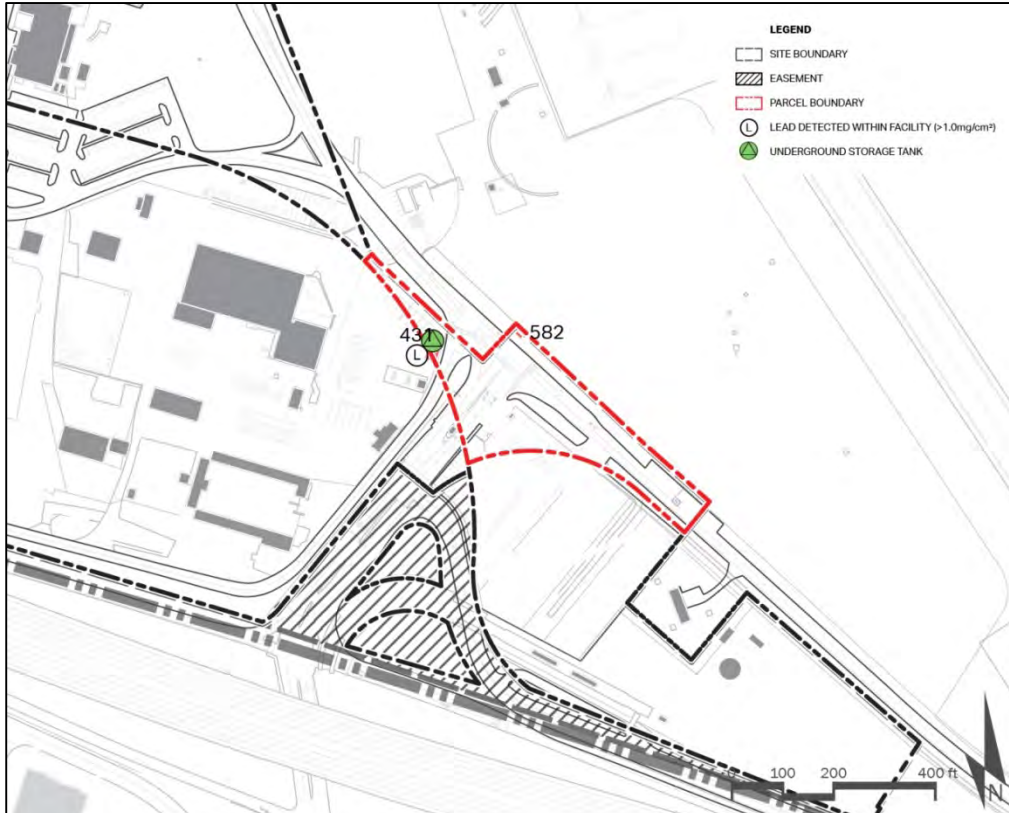 LEGEND
SITE BOUNDARY
EASEMENT
PARCEL BOUNDARY
L LEAD DETECTED WITHIN FACILITY (>1.0mg/cm²)
UNDERGROUND STORAGE TANK
431
582
L
0 100 200 400 ft
N